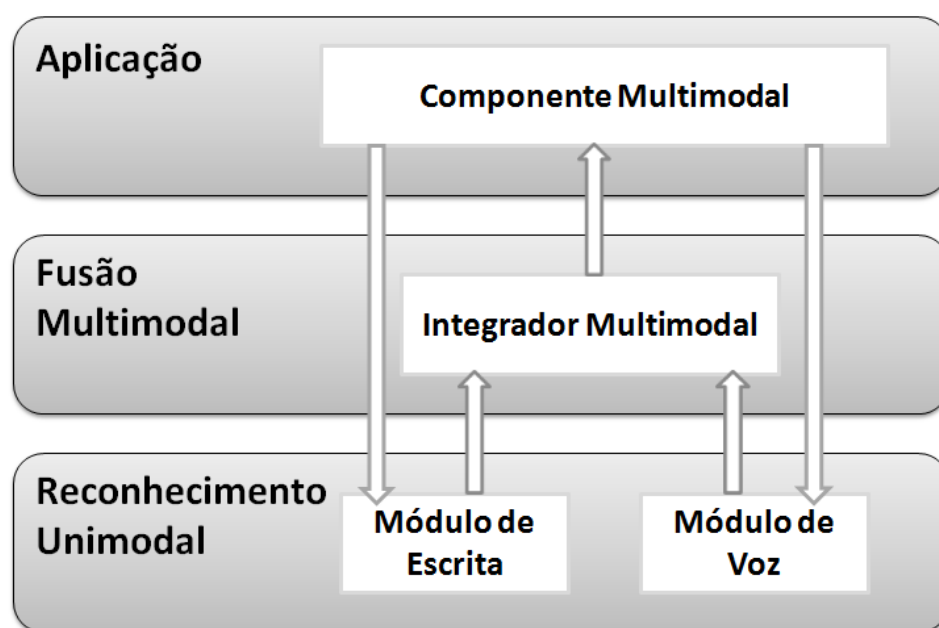 Aplicação
Componente Multimodal
Fusão
Multimodal
Integrador Multimodal
Reconhecimento
Unimodal
Módulo de
Escrita
Módulo de
Voz